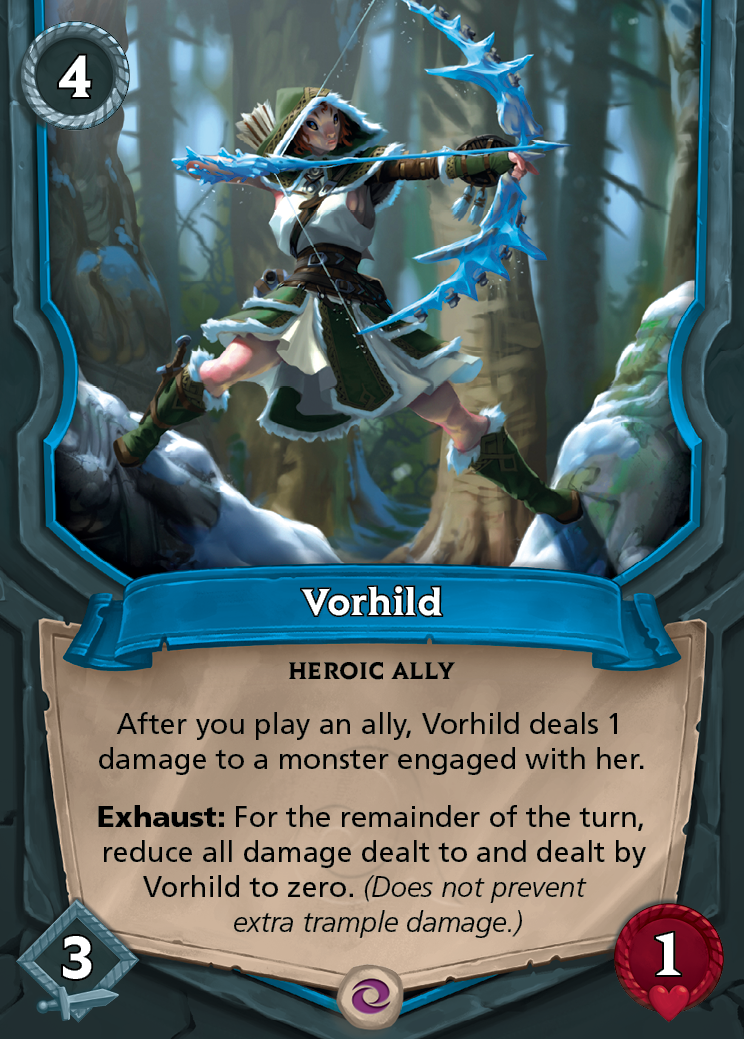 4
Vorhild
HEROIC ALLY
After you play an ally, Vorhild deals 1
damage to a monster engaged with her.
Exhaust: For the remainder of the turn,
reduce all damage dealt to and dealt by
Vorhild to zero. (Does not prevent
extra trample damage.)
3
1